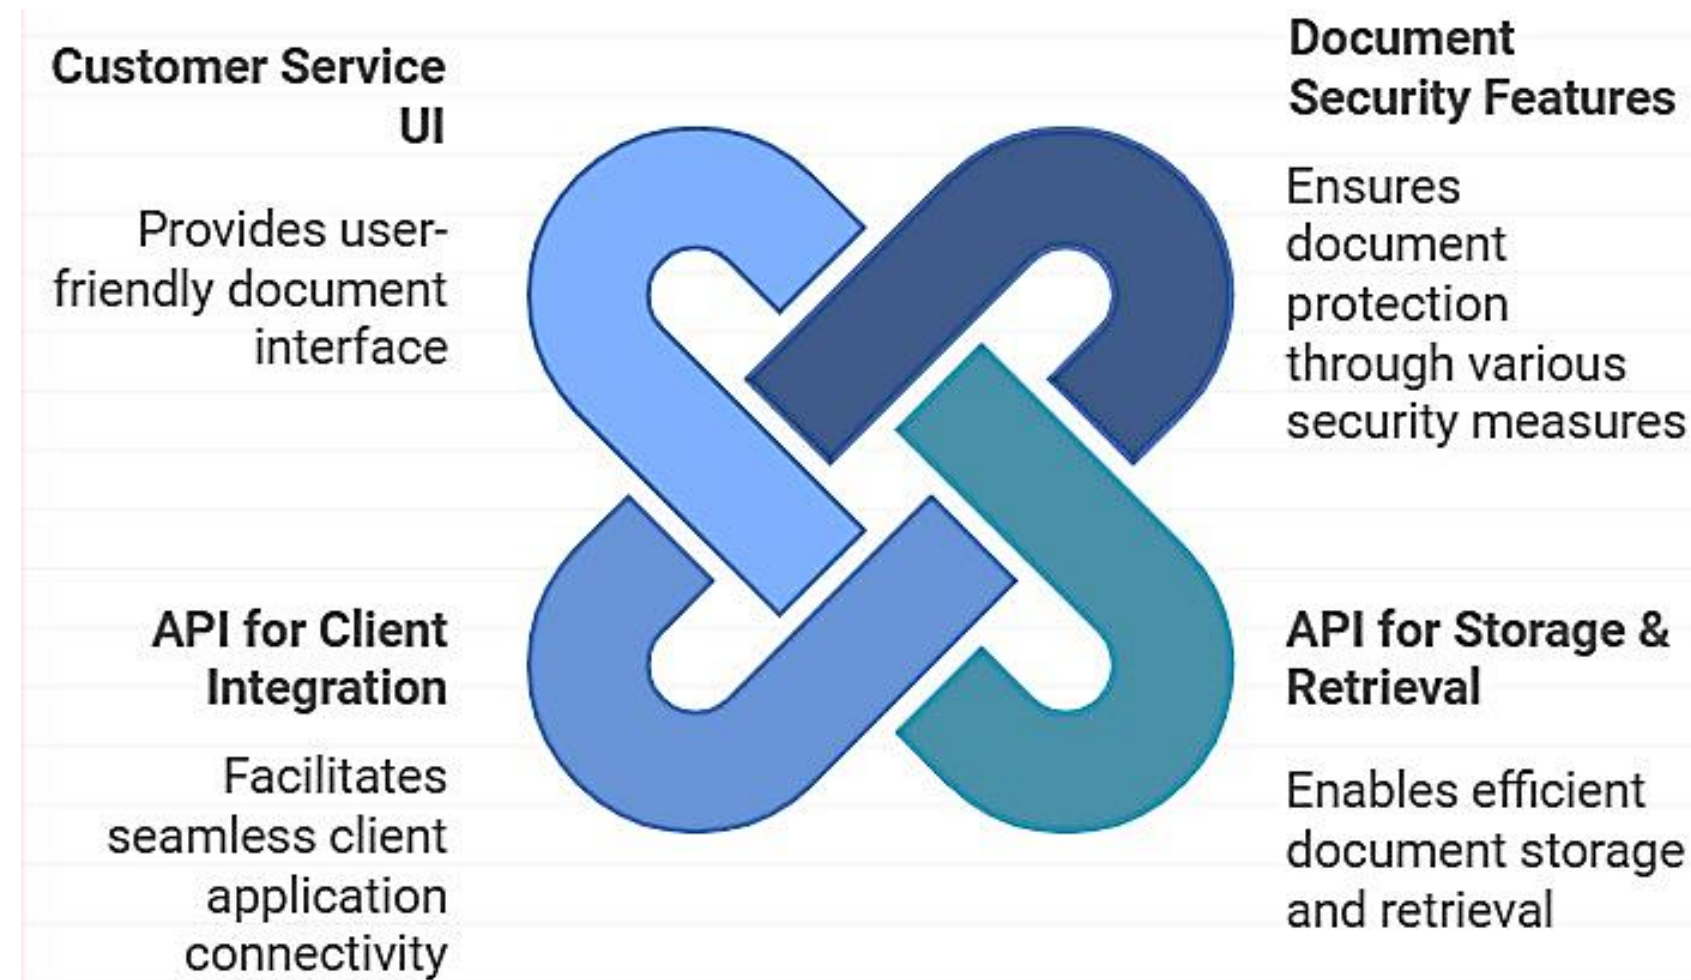 Customer Service
UI
Provides user-
friendly document
interface
Document
Security Features
Ensures
document
protection
through various
security measures
API for Client
Integration
Facilitates
seamless client
application
connectivity
API for Storage &
Retrieval
Enables efficient
document storage
and retrieval